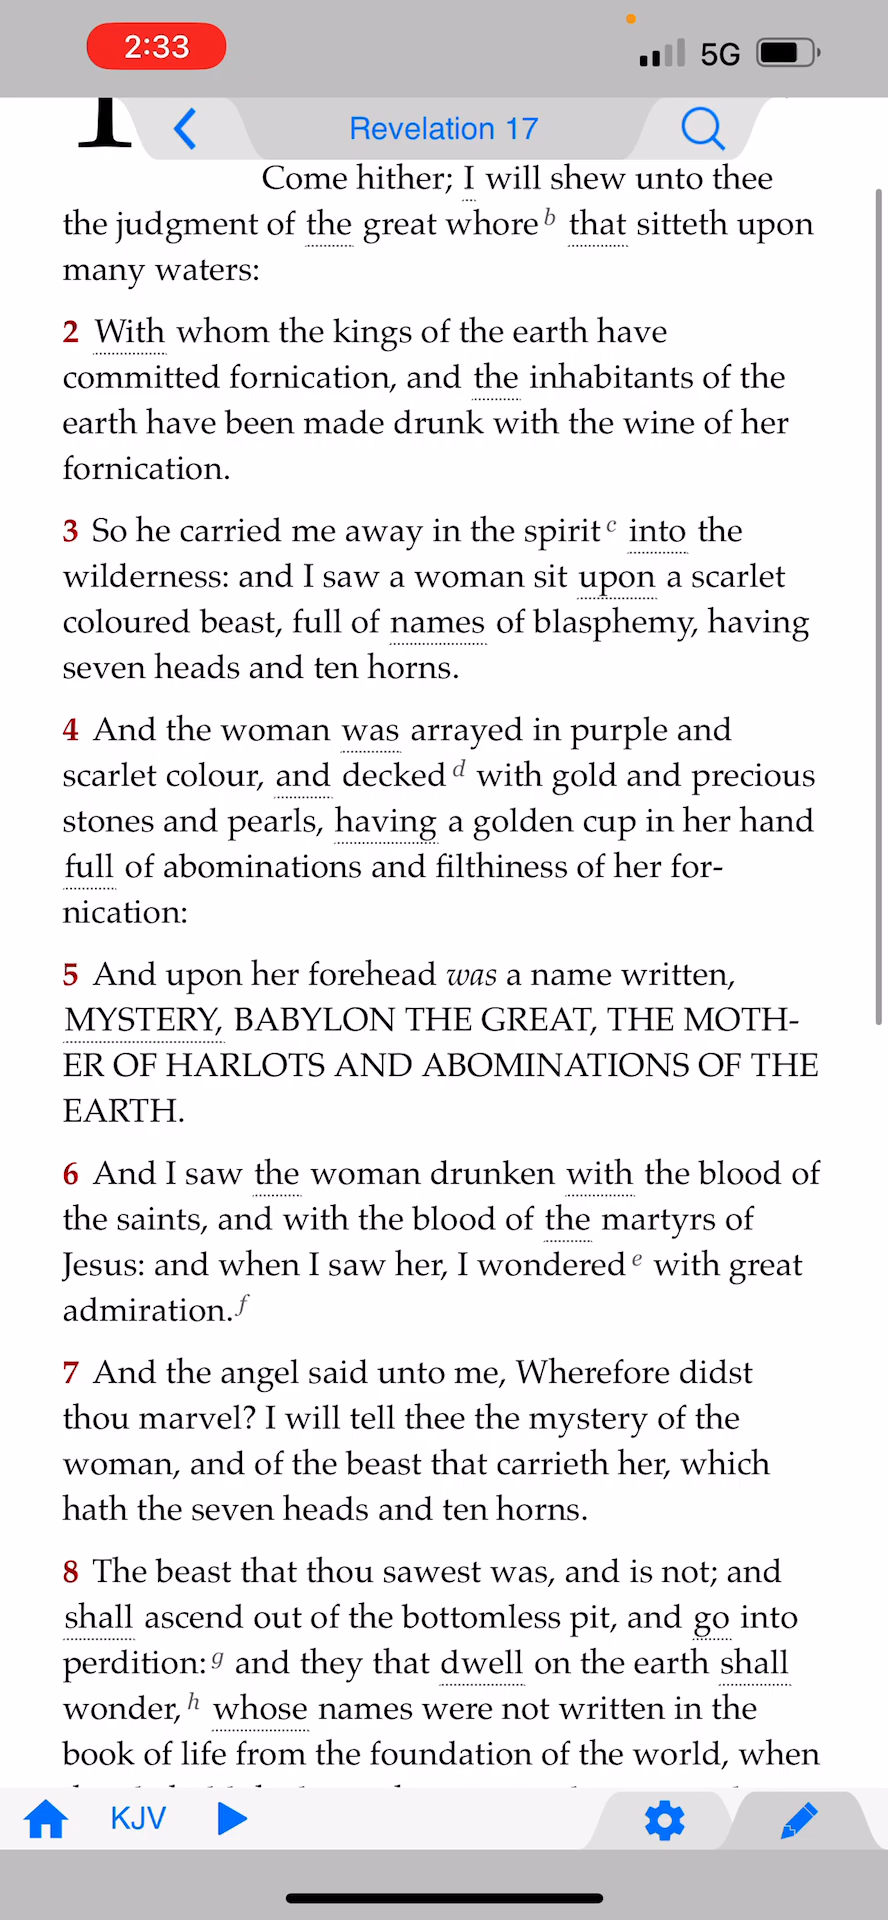 2:33
5G
Revelation 17
Come hither; I will shew unto thee
the judgment of the great whore b that sitteth upon
many waters:
2 With whom the kings of the earth have
committed fornication, and the inhabitants of the
earth have been made drunk with the wine of her
fornication.
3 So he carried me away in the spirit c into the
wilderness: and I saw a woman sit upon a scarlet
coloured beast, full of names of blasphemy, having
seven heads and ten horns.
4 And the woman was arrayed in purple and
scarlet colour, and decked d with gold and precious
stones and pearls, having a golden cup in her hand
full of abominations and filthiness of her for-
nication:
5 And upon her forehead was a name written,
MYSTERY, BABYLON THE GREAT, THE MOTH-
ER OF HARLOTS AND ABOMINATIONS OF THE
EARTH.
6 And I saw the woman drunken with the blood of
the saints, and with the blood of the martyrs of
Jesus: and when I saw her, I wondered e with great
admiration. f
7 And the angel said unto me, Wherefore didst
thou marvel? I will tell thee the mystery of the
woman, and of the beast that carrieth her, which
hath the seven heads and ten horns.
8 The beast that thou sawest was, and is not; and
shall ascend out of the bottomless pit, and go into
perdition: g and they that dwell on the earth shall
wonder, h whose names were not written in the
book of life from the foundation of the world, when
KJV